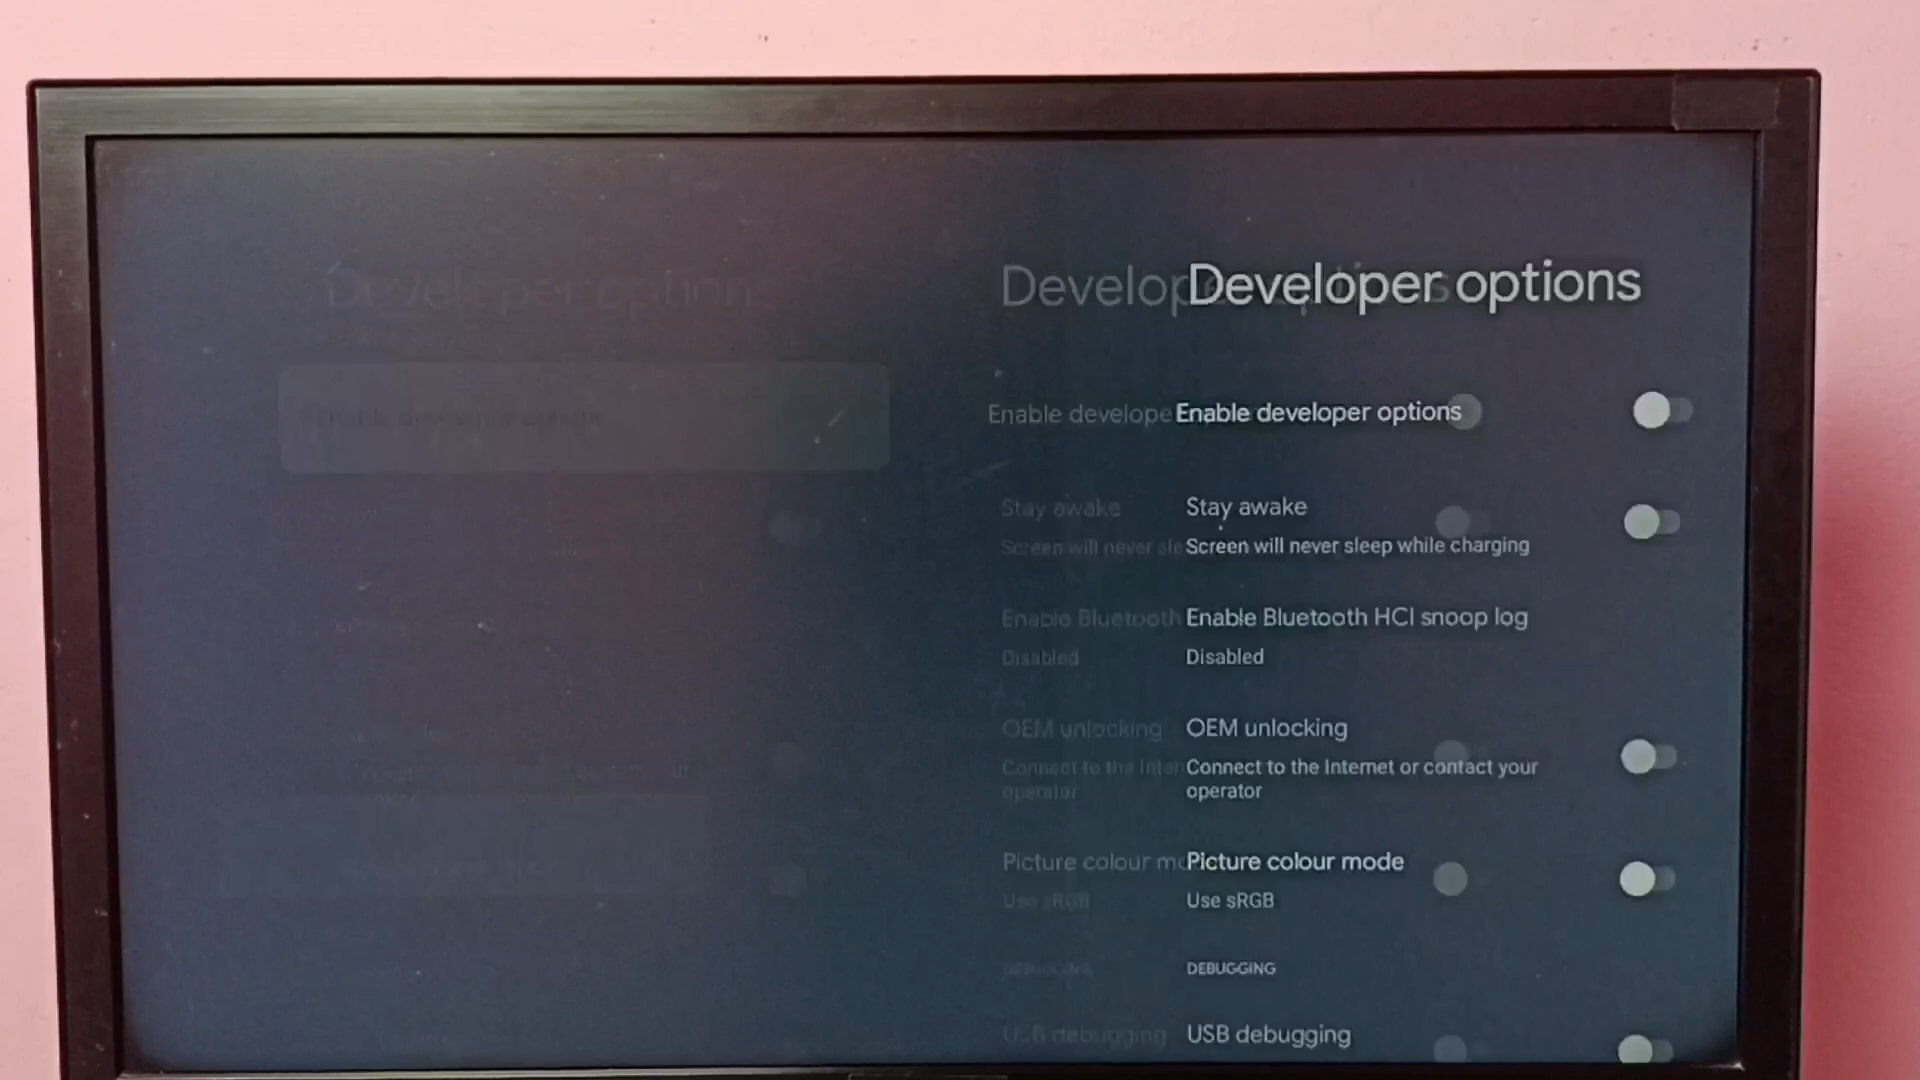 Developer options
Enable developer options
Stay awake
Screen will never sleep while charging
Enable Bluetooth HCI snoop log
Disabled
OEM unlocking
Connect to the Internet or contact your
operator
Picture colour mode
Use sRGB
DEBUGGING
USB debugging